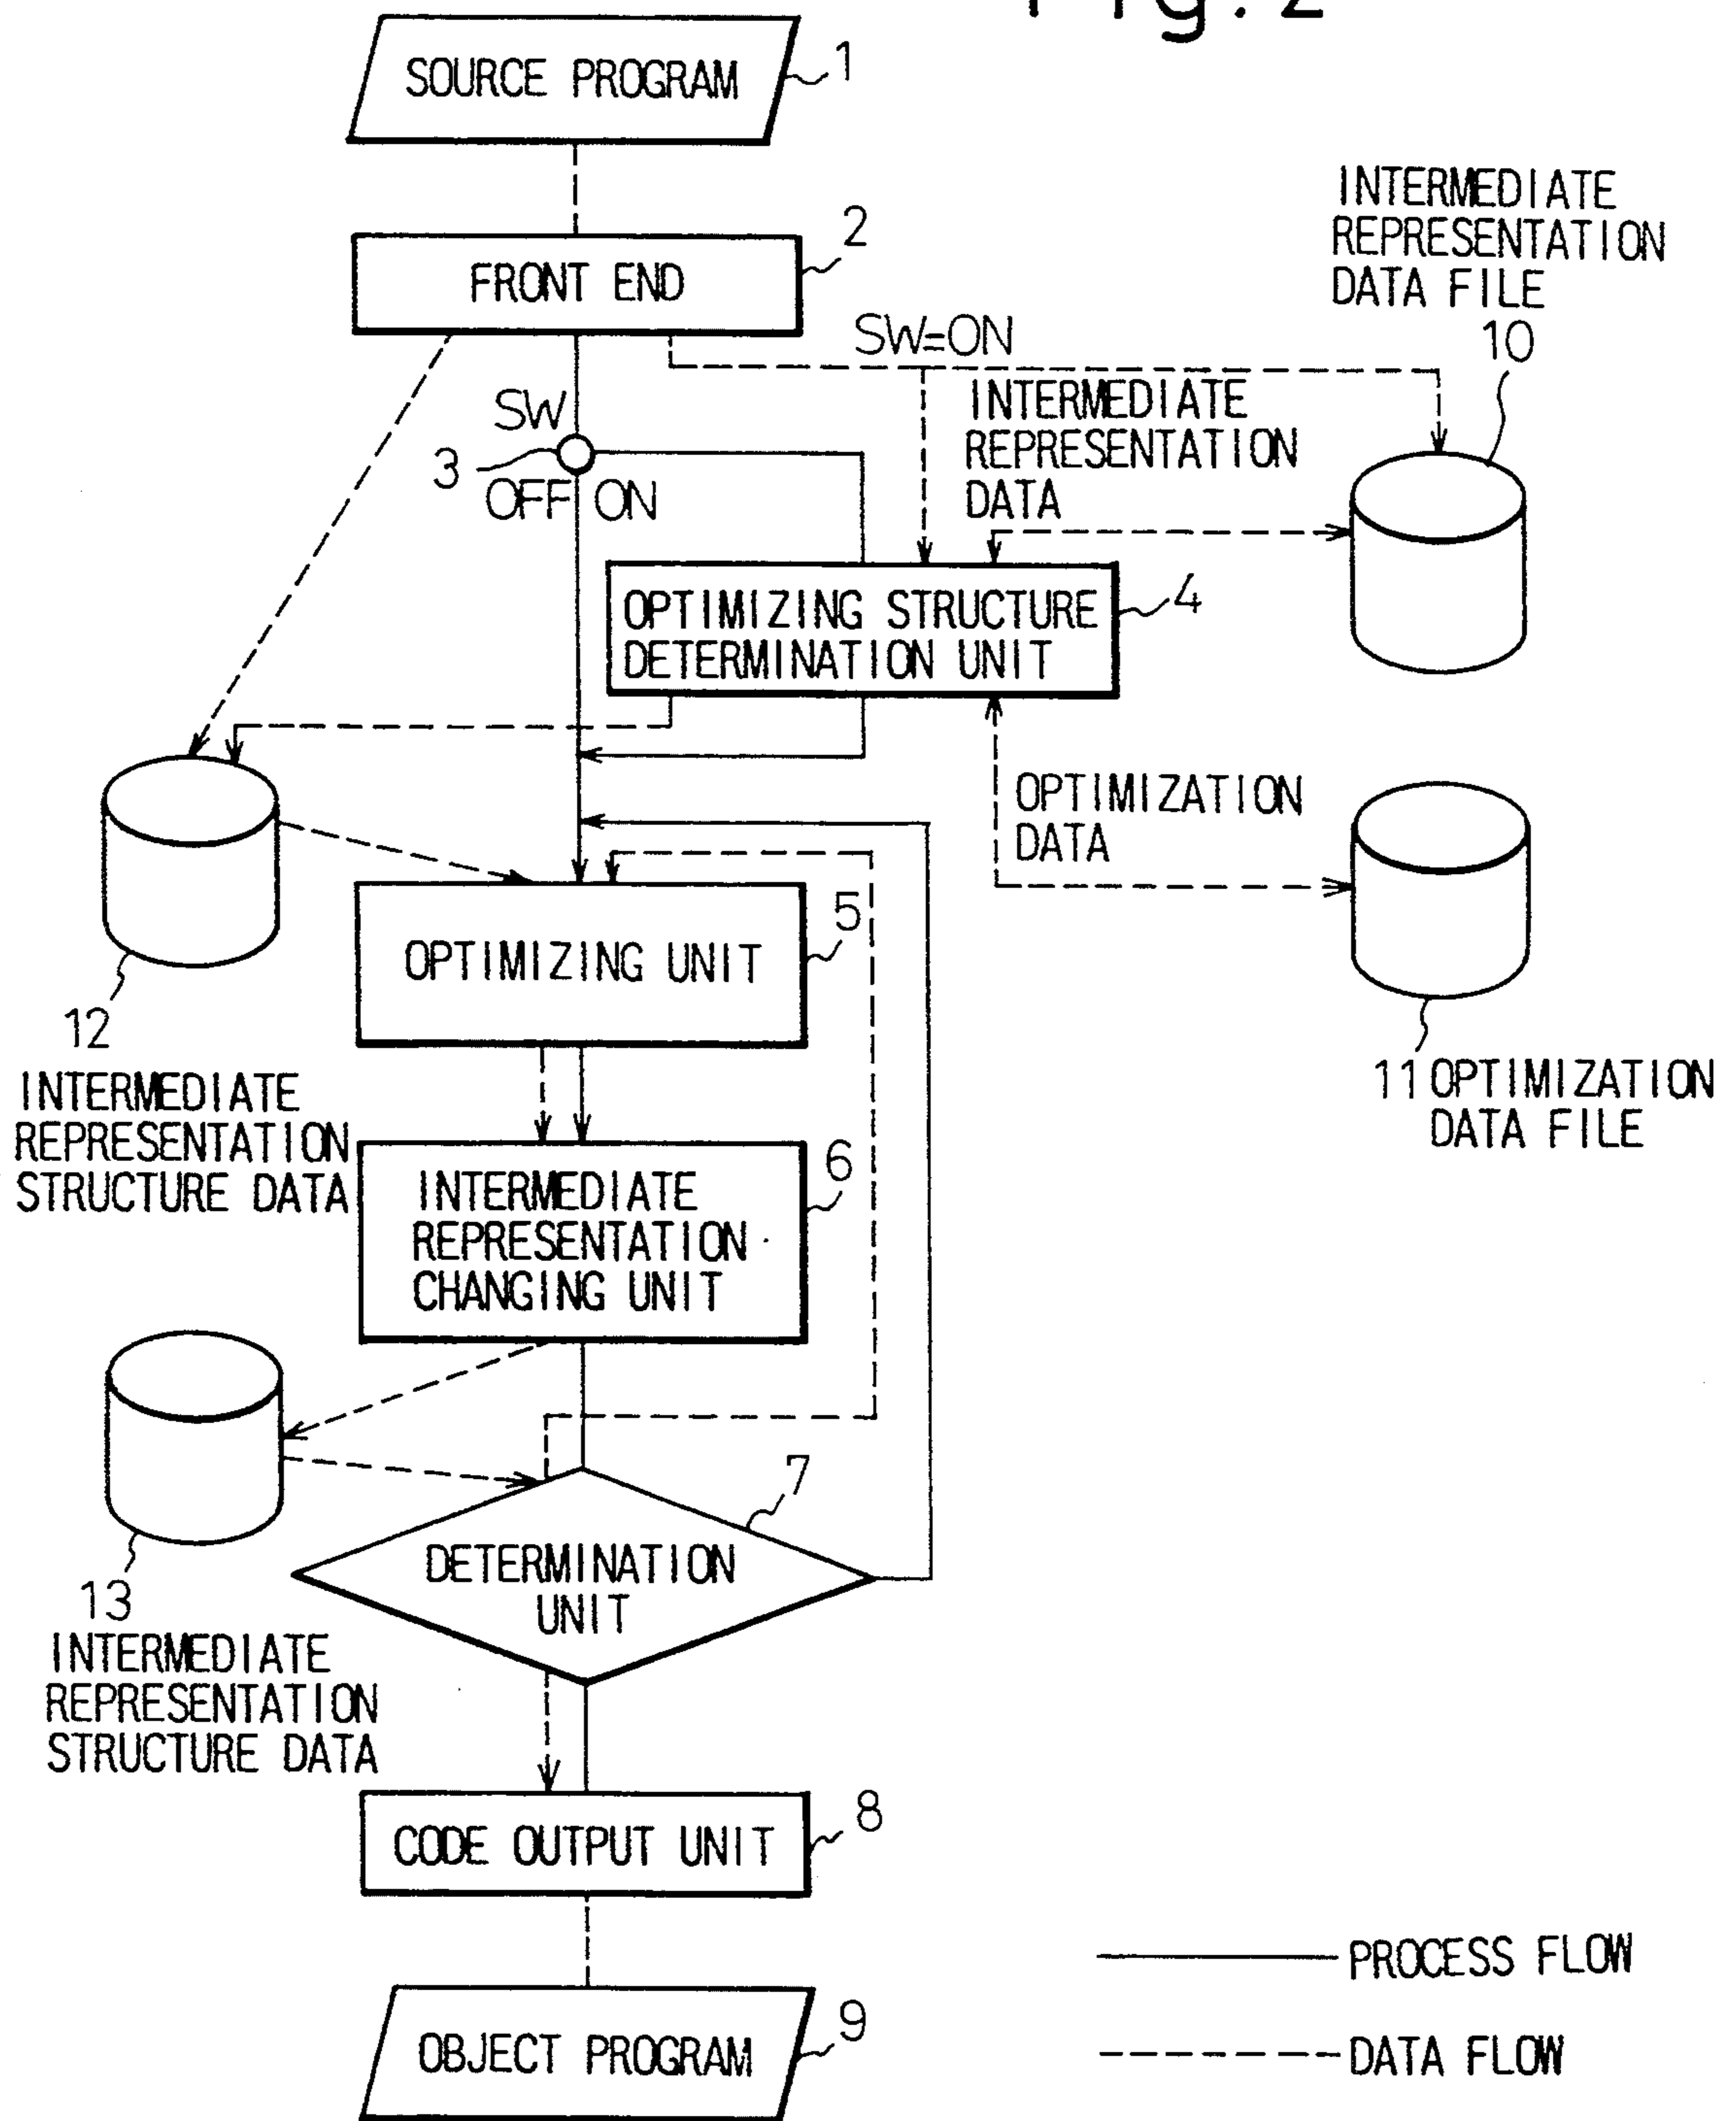 Fig. 2
SOURCE PROGRAM
1
FRONT END
2
SW=ON
INTERMEDIATE
REPRESENTATION
DATA FILE
10
SW
3
OFF
ON
INTERMEDIATE
REPRESENTATION
DATA
OPTIMIZING STRUCTURE
DETERMINATION UNIT
4
OPTIMIZATION
DATA
11 OPTIMIZATION
DATA FILE
12
INTERMEDIATE
REPRESENTATION
STRUCTURE DATA
OPTIMIZING UNIT
5
INTERMEDIATE
REPRESENTATION
CHANGING UNIT
6
13
INTERMEDIATE
REPRESENTATION
STRUCTURE DATA
DETERMINATION
UNIT
7
CODE OUTPUT UNIT
8
OBJECT PROGRAM
9
PROCESS FLOW
DATA FLOW